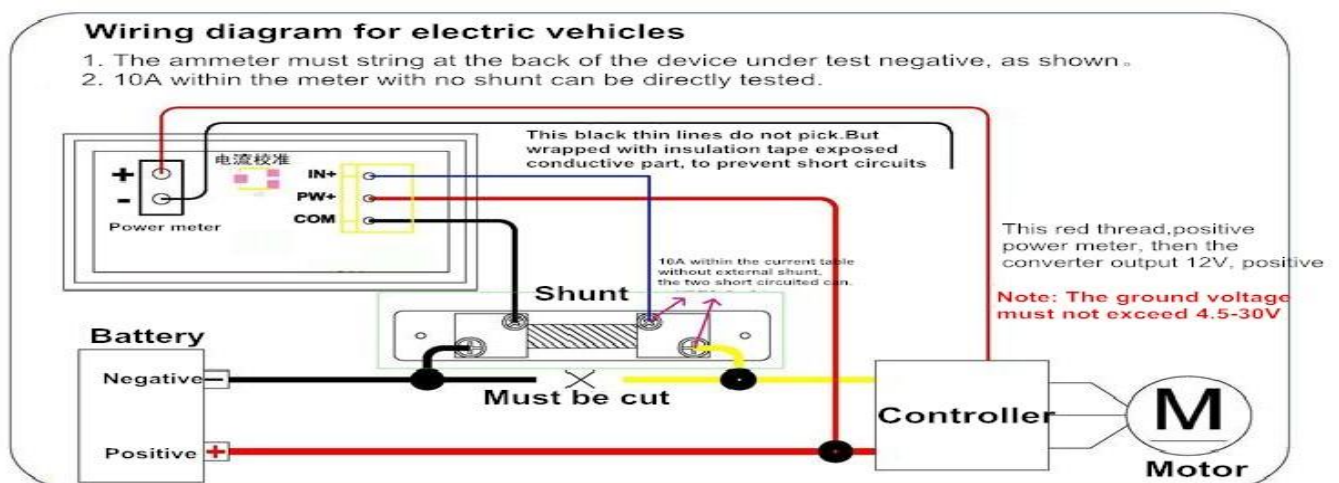 Wiring diagram for electric vehicles
1. The ammeter must string at the back of the device under test negative, as shown。
2. 10A within the meter with no shunt can be directly tested.
This black thin lines do not pick.But
wrapped with insulation tape exposed
conductive part, to prevent short circuits
电流校准
+
-
IN+
PW+
COM
Power meter
This red thread,positive
power meter, then the
converter output 12V, positive
Note: The ground voltage
must not exceed 4.5-30V
10A within the current table
without external shunt,
the two short circuited can.
Shunt
Battery
Negative
-
Must be cut
Positive
+
Controller
M
Motor